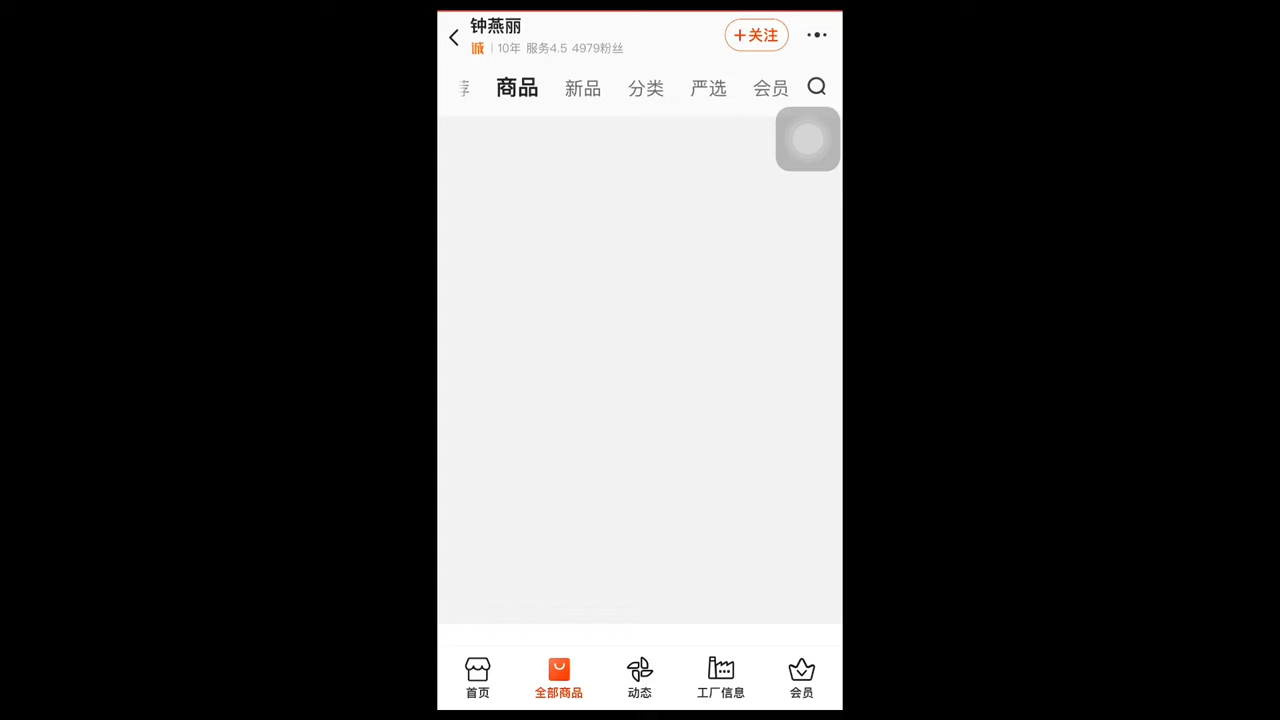 钟燕丽
+关注
诚 10年 服务4.5 4979粉丝
荐 商品 新品 分类 严选 会员
首页 全部商品 动态 工厂信息 会员